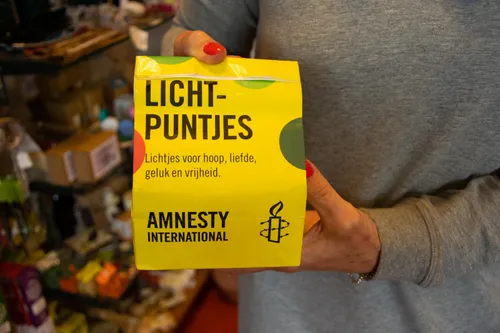 LICHT-
PUNTJES
Lichtjes voor hoop, liefde,
geluk en vrijheid.
AMNESTY
INTERNATIONAL